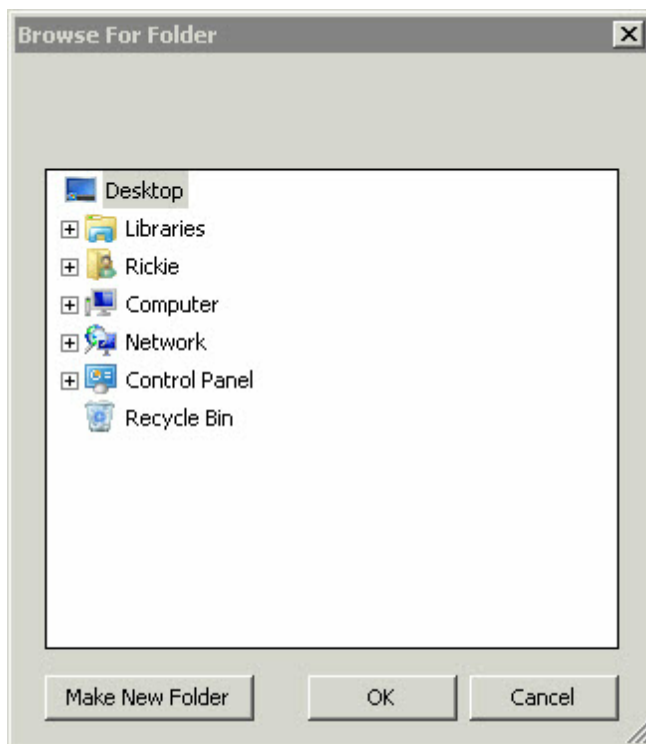 Browse For Folder
Desktop
Libraries
Rickie
Computer
Network
Control Panel
Recycle Bin
Make New Folder OK Cancel